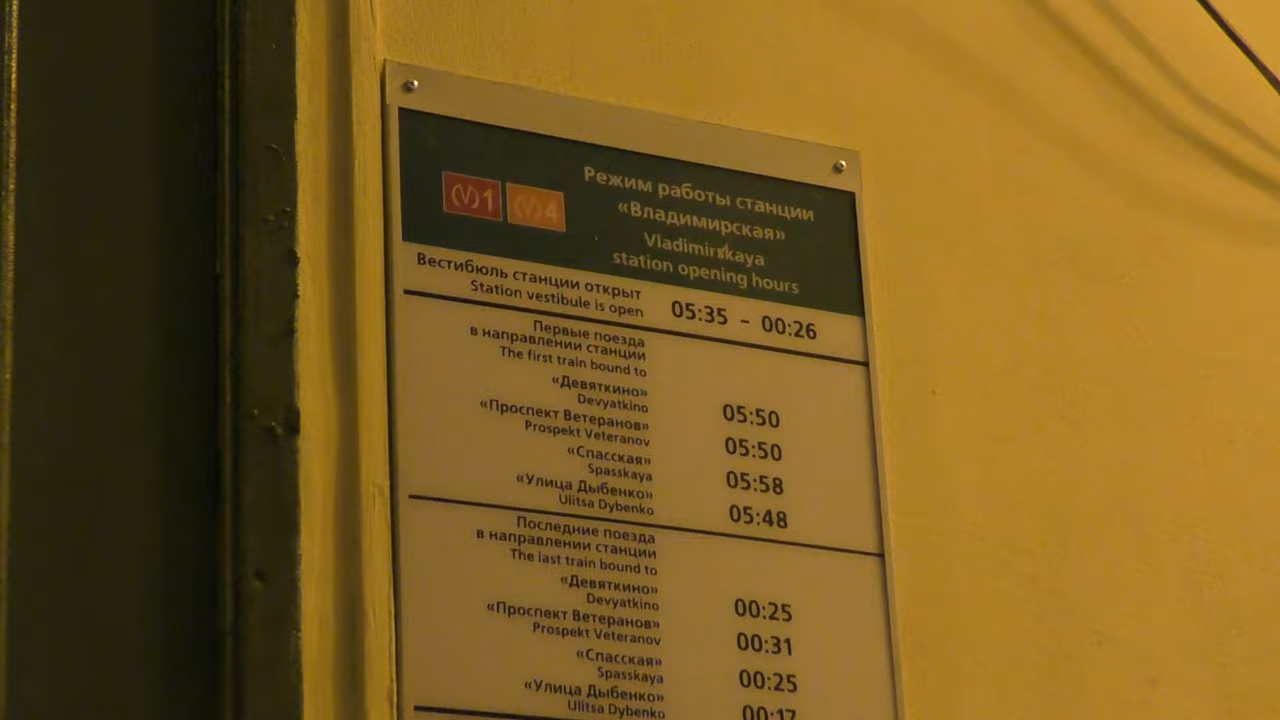 M1 M4
Режим работы станции
«Владимирская»
Vladimirskaya
station opening hours
Вестибюль станции открыт
Station vestibule is open
05:35 – 00:26
Первые поезда
в направлении станции
The first train bound to
«Девяткино»
Devyatkino
05:50
«Проспект Ветеранов»
Prospekt Veteranov
05:50
«Спасская»
Spasskaya
05:58
«Улица Дыбенко»
Ulitsa Dybenko
05:48
Последние поезда
в направлении станции
The last train bound to
«Девяткино»
Devyatkino
00:25
«Проспект Ветеранов»
Prospekt Veteranov
00:31
«Спасская»
Spasskaya
00:25
«Улица Дыбенко»
Ulitsa Dybenko
00:17